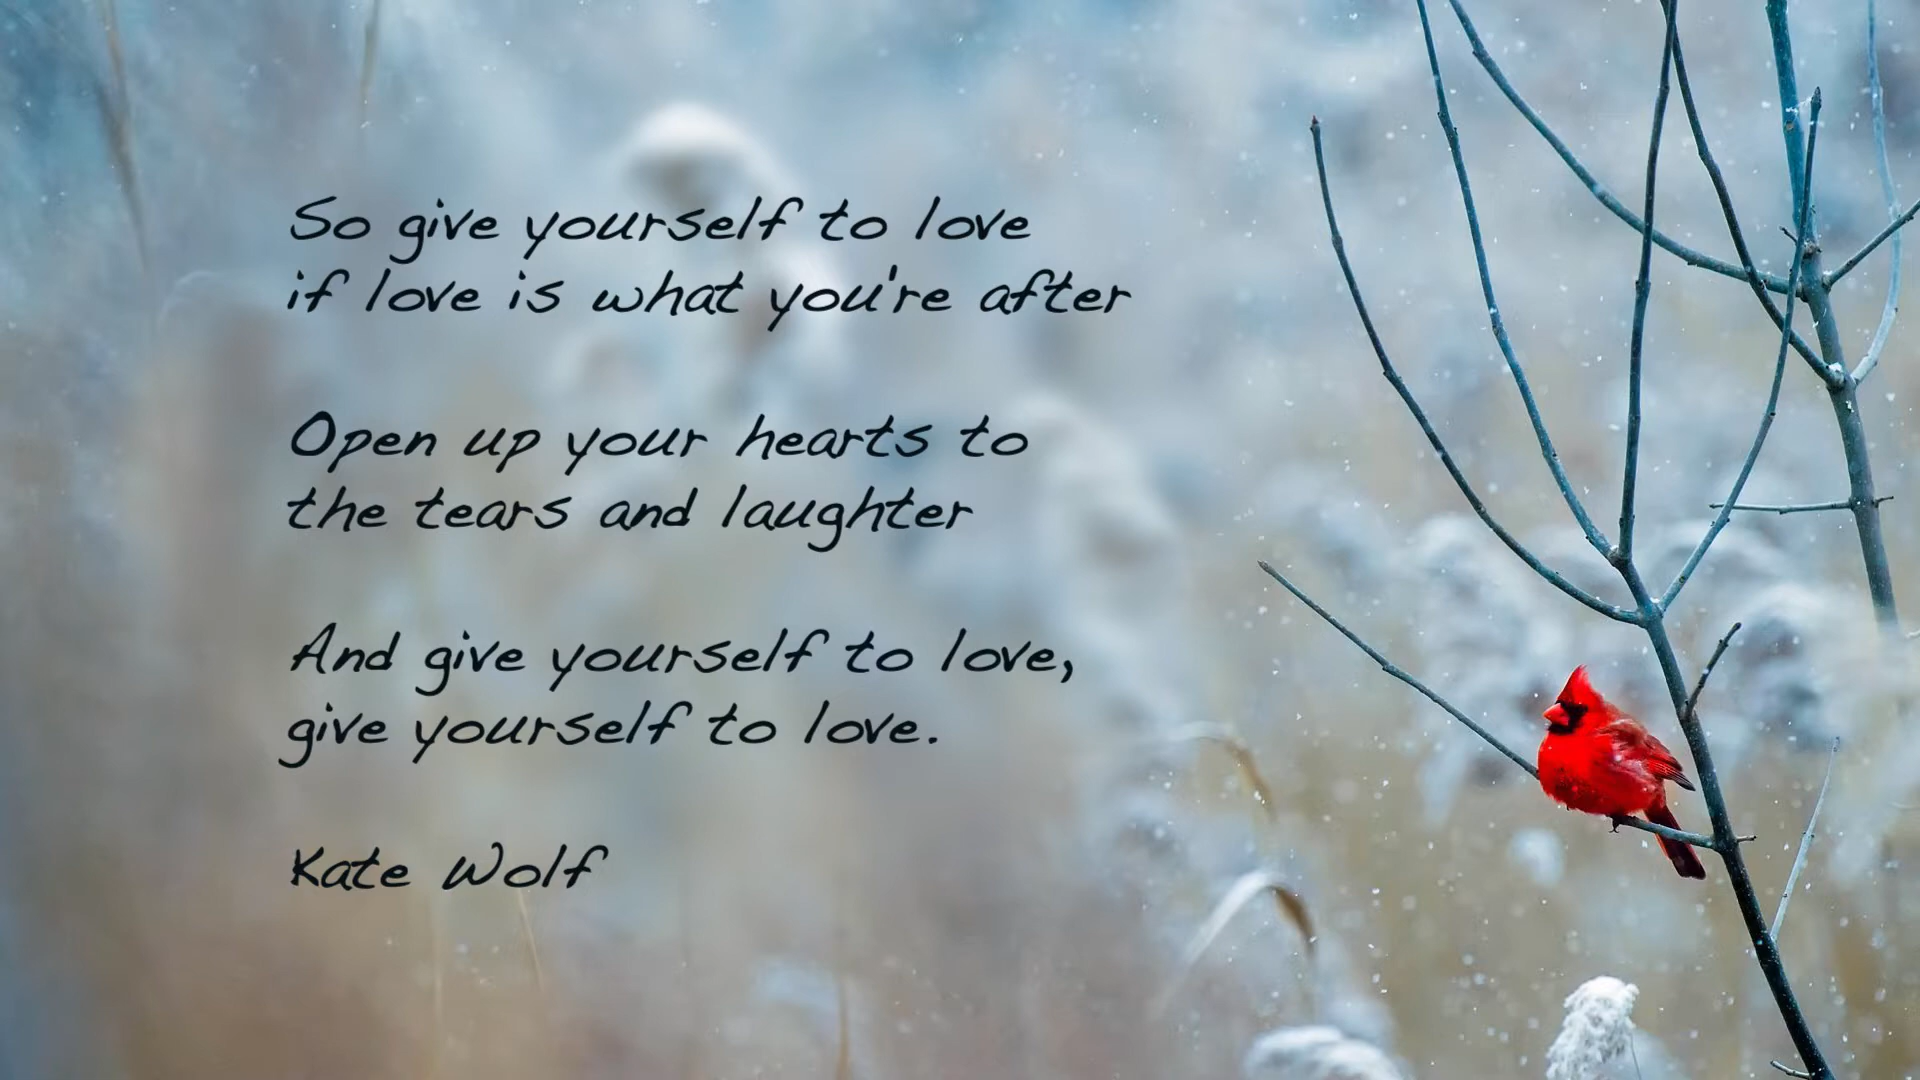 So give yourself to love
if love is what you're after
Open up your hearts to
the tears and laughter
And give yourself to love,
give yourself to love.
Kate Wolf